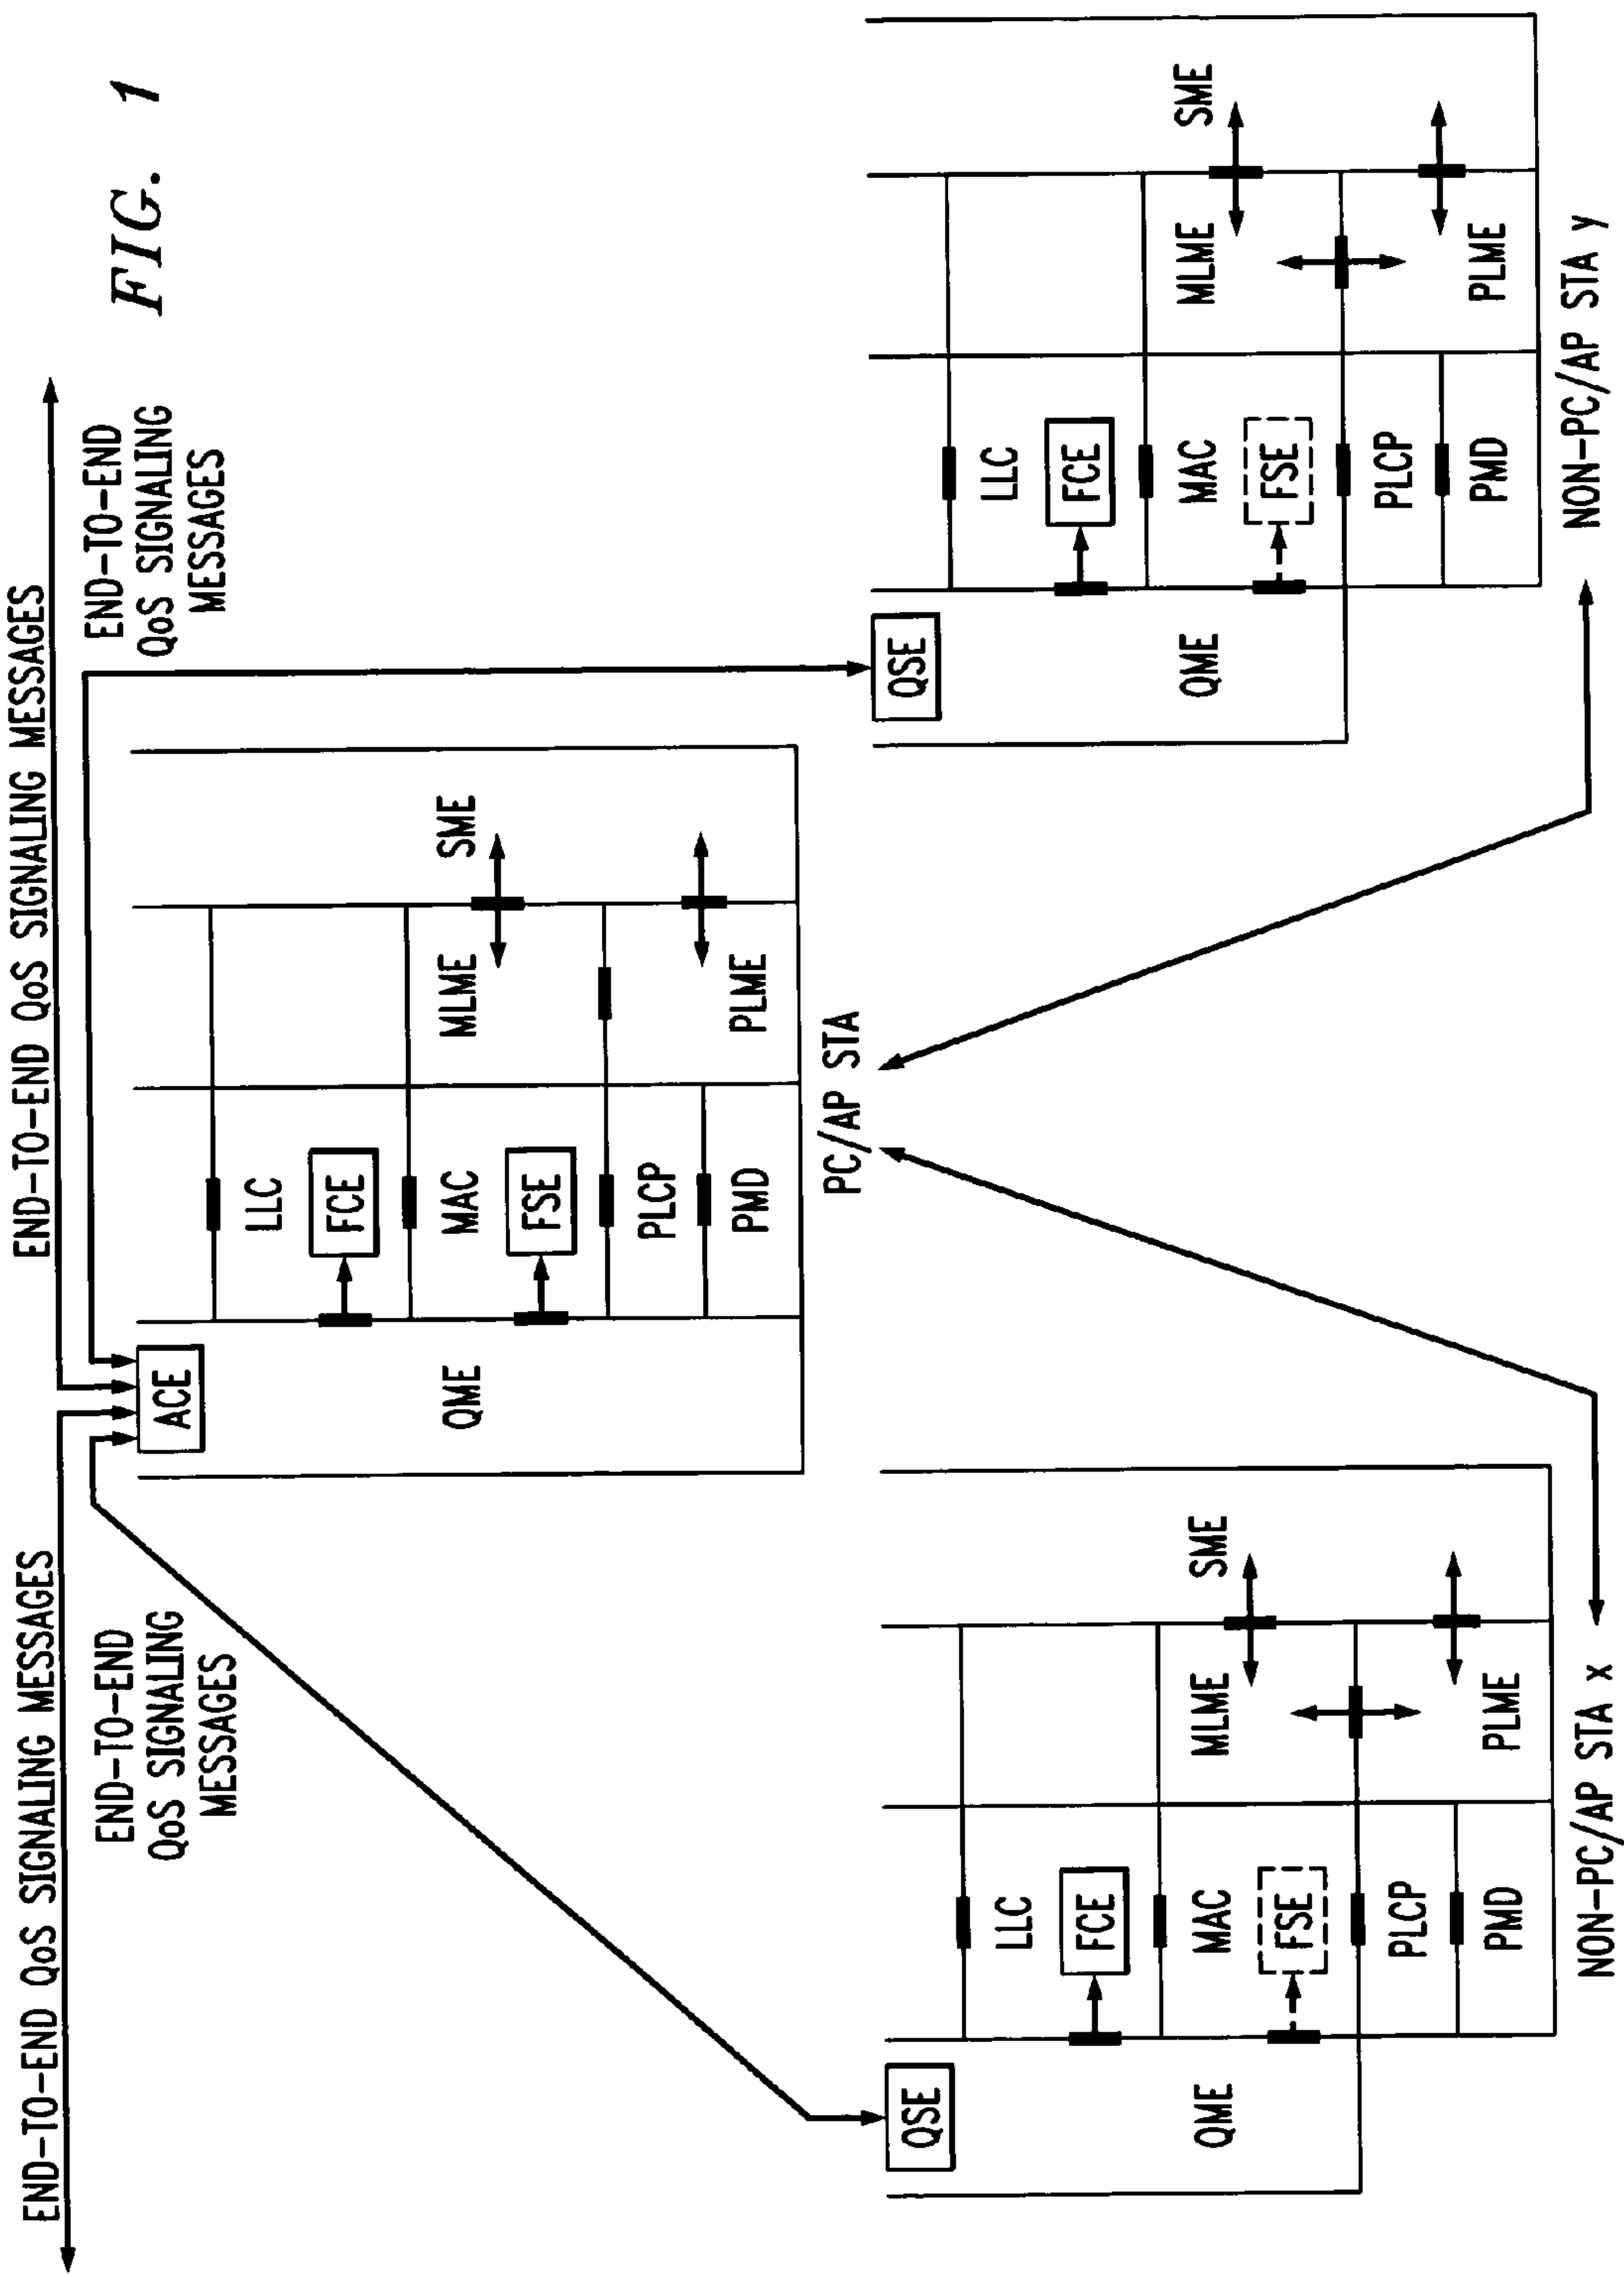 FIG. 1
END-TO-END QoS SIGNALING MESSAGES
END-TO-END QoS SIGNALING MESSAGES
END-TO-END
QoS SIGNALING
MESSAGES
END-TO-END
QoS SIGNALING
MESSAGES
ACE
QME
LLC
FCE
MAC
FSE
PLCP
PMD
MLME
PLME
SME
PC/AP STA
QSE
QME
LLC
FCE
MAC
FSE
PLCP
PMD
MLME
PLME
SME
NON-PC/AP STA x
QSE
QME
LLC
FCE
MAC
FSE
PLCP
PMD
MLME
PLME
SME
NON-PC/AP STA y